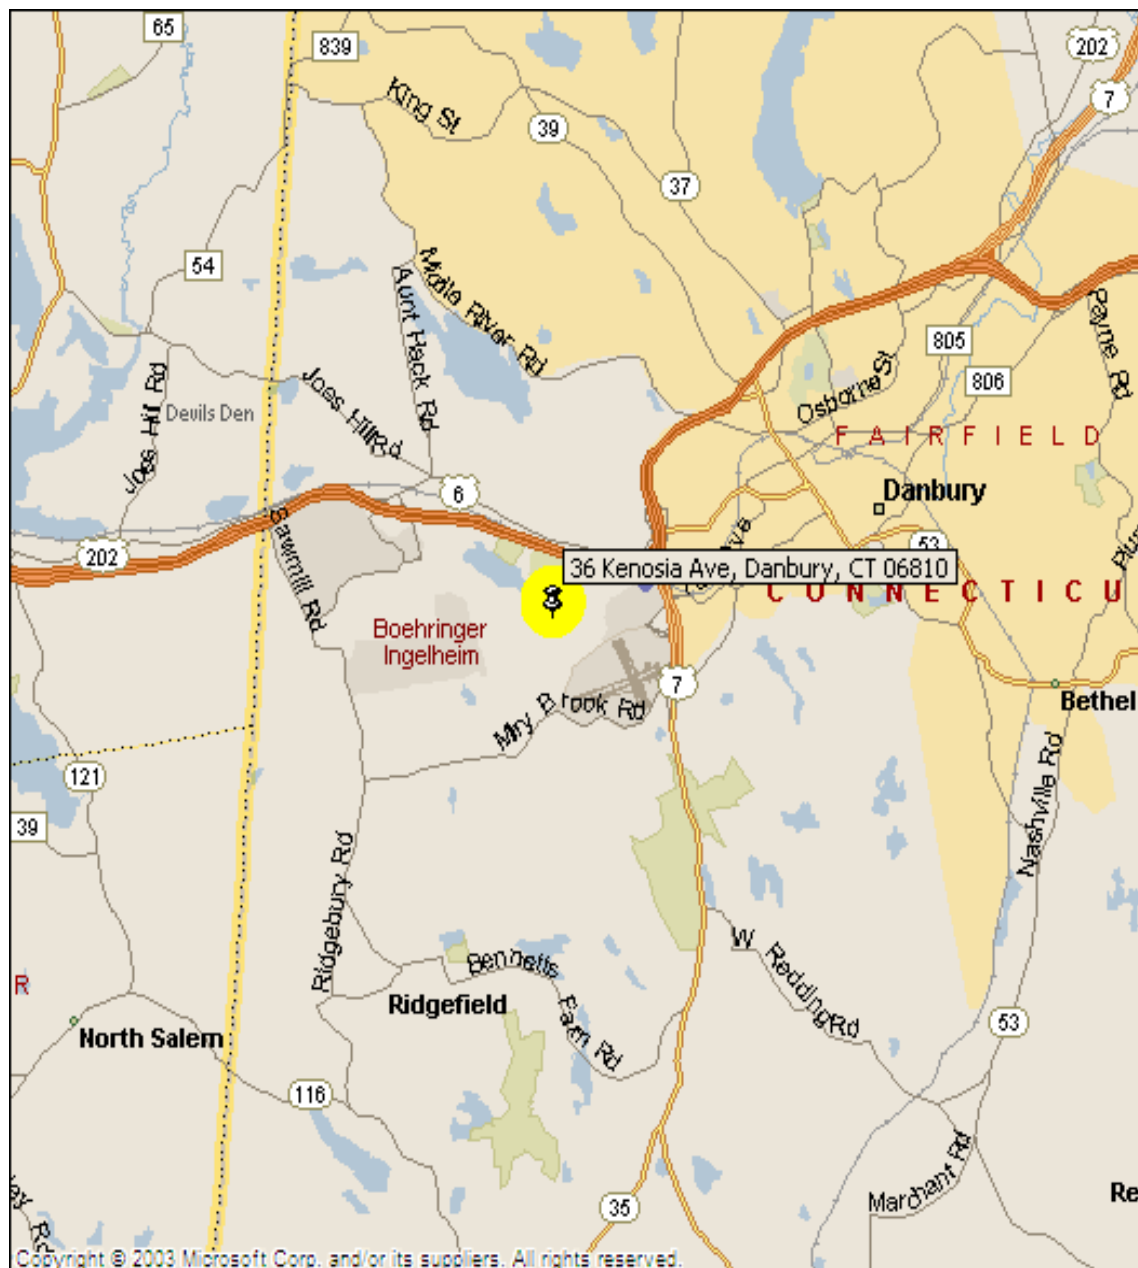 65
839
202
7
King St
39
37
54
Aunt Hack Rd
Middle River Rd
Payne Rd
805
806
Joes Hill Rd
Joes Hill Rd
Devils Den
Osborne St
FAIRFIELD
6
Danbury
Sawmill Rd
202
53
36 Kenosia Ave, Danbury, CT 06810
CONNECTICU
Boehringer
Ingelheim
7
Miry Brook Rd
Bethel
121
39
Nashville Rd
Ridgebury Rd
W Redding Rd
Bennetts Farm Rd
R
Ridgefield
North Salem
53
116
Marchant Rd
35
Re
Copyright © 2003 Microsoft Corp. and/or its suppliers. All rights reserved.